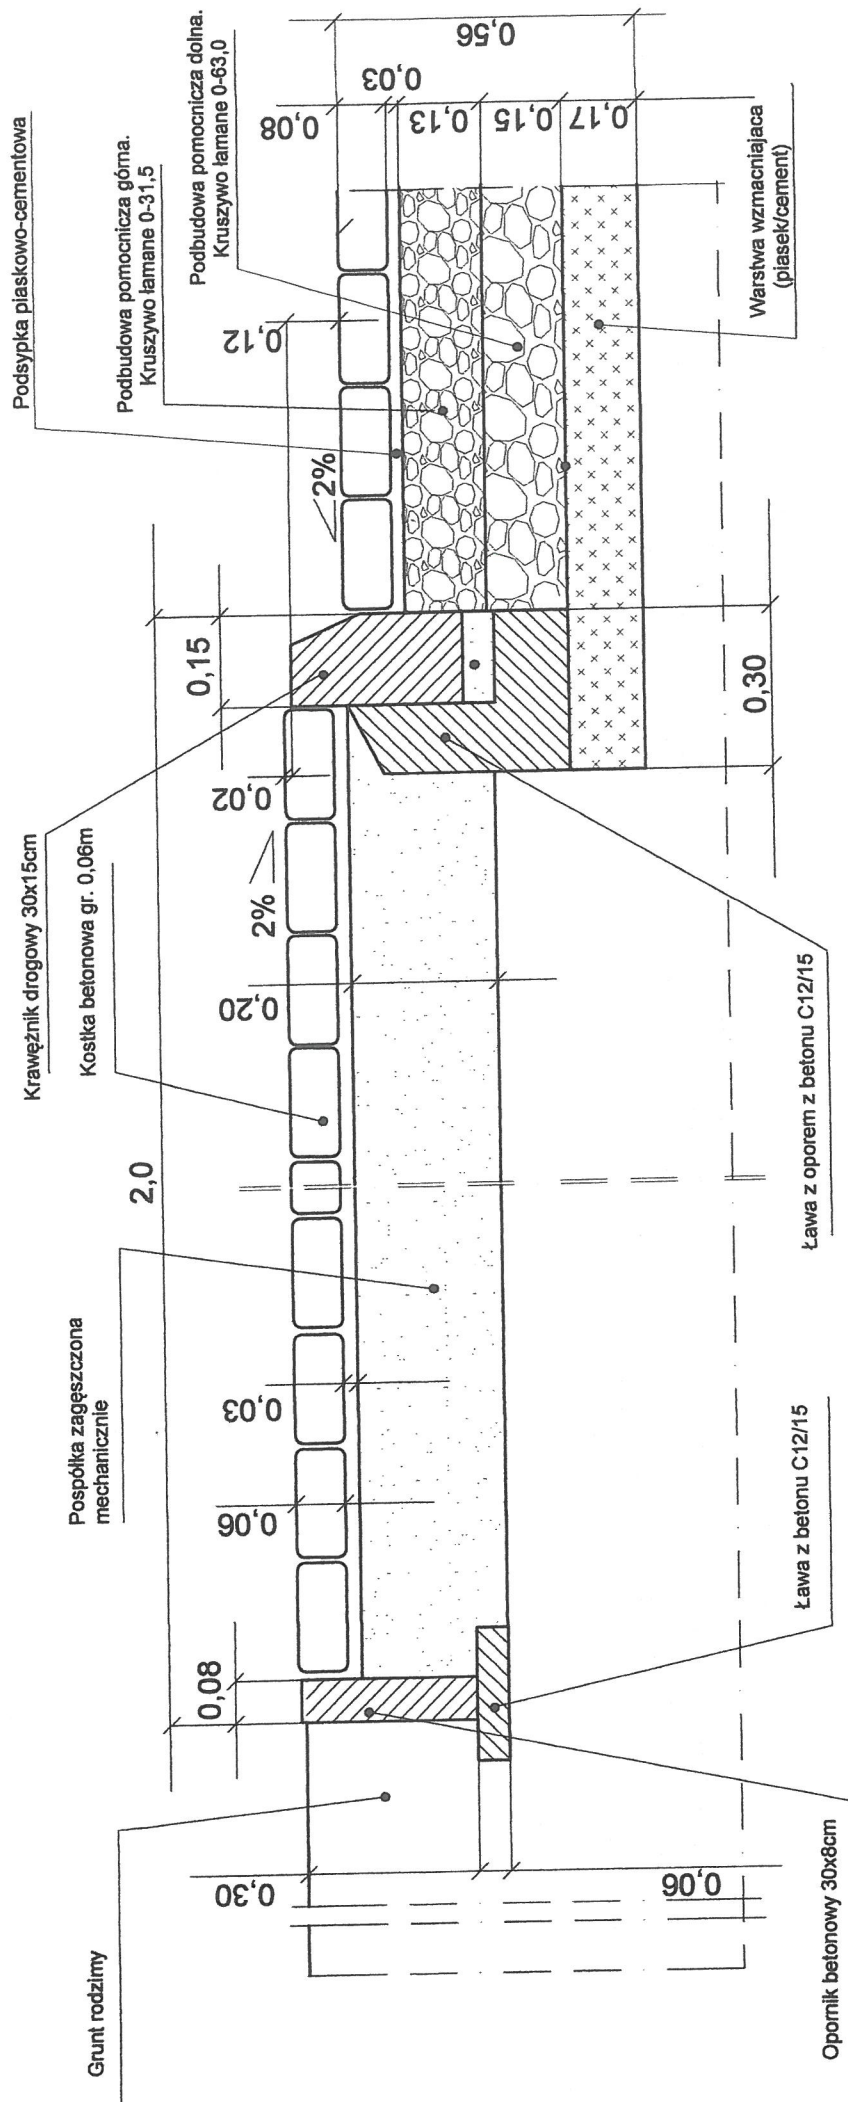 Grunt rodzimy
Pospółka zagęszczona
mechanicznie
Krawężnik drogowy 30x15cm
Kostka betonowa gr. 0,06m
Podsypka piaskowo-cementowa
Podbudowa pomocnicza górna.
Kruszywo łamane 0-31,5
Podbudowa pomocnicza dolna.
Kruszywo łamane 0-63,0
2,0
0,15
0,08
0,30
0,06
0,03
0,20
2%
0,02
2%
0,12
0,08
0,03
0,13
0,15
0,17
0,56
0,06
0,30
Opornik betonowy 30x8cm
Ława z betonu C12/15
Ława z oporem z betonu C12/15
Warstwa wzmacniajaca
(piasek/cement)